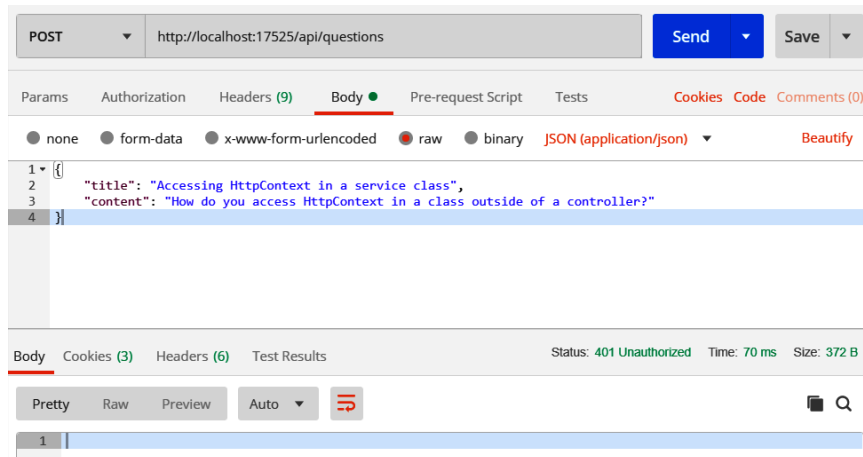 POST http://localhost:17525/api/questions Send Save
Params Authorization Headers (9) Body Pre-request Script Tests Cookies Code Comments (0)
none form-data x-www-form-urlencoded raw binary JSON (application/json) Beautify
1 {
2 "title": "Accessing HttpContext in a service class",
3 "content": "How do you access HttpContext in a class outside of a controller?"
4 }
Body Cookies (3) Headers (6) Test Results Status: 401 Unauthorized Time: 70 ms Size: 372 B
Pretty Raw Preview Auto
1